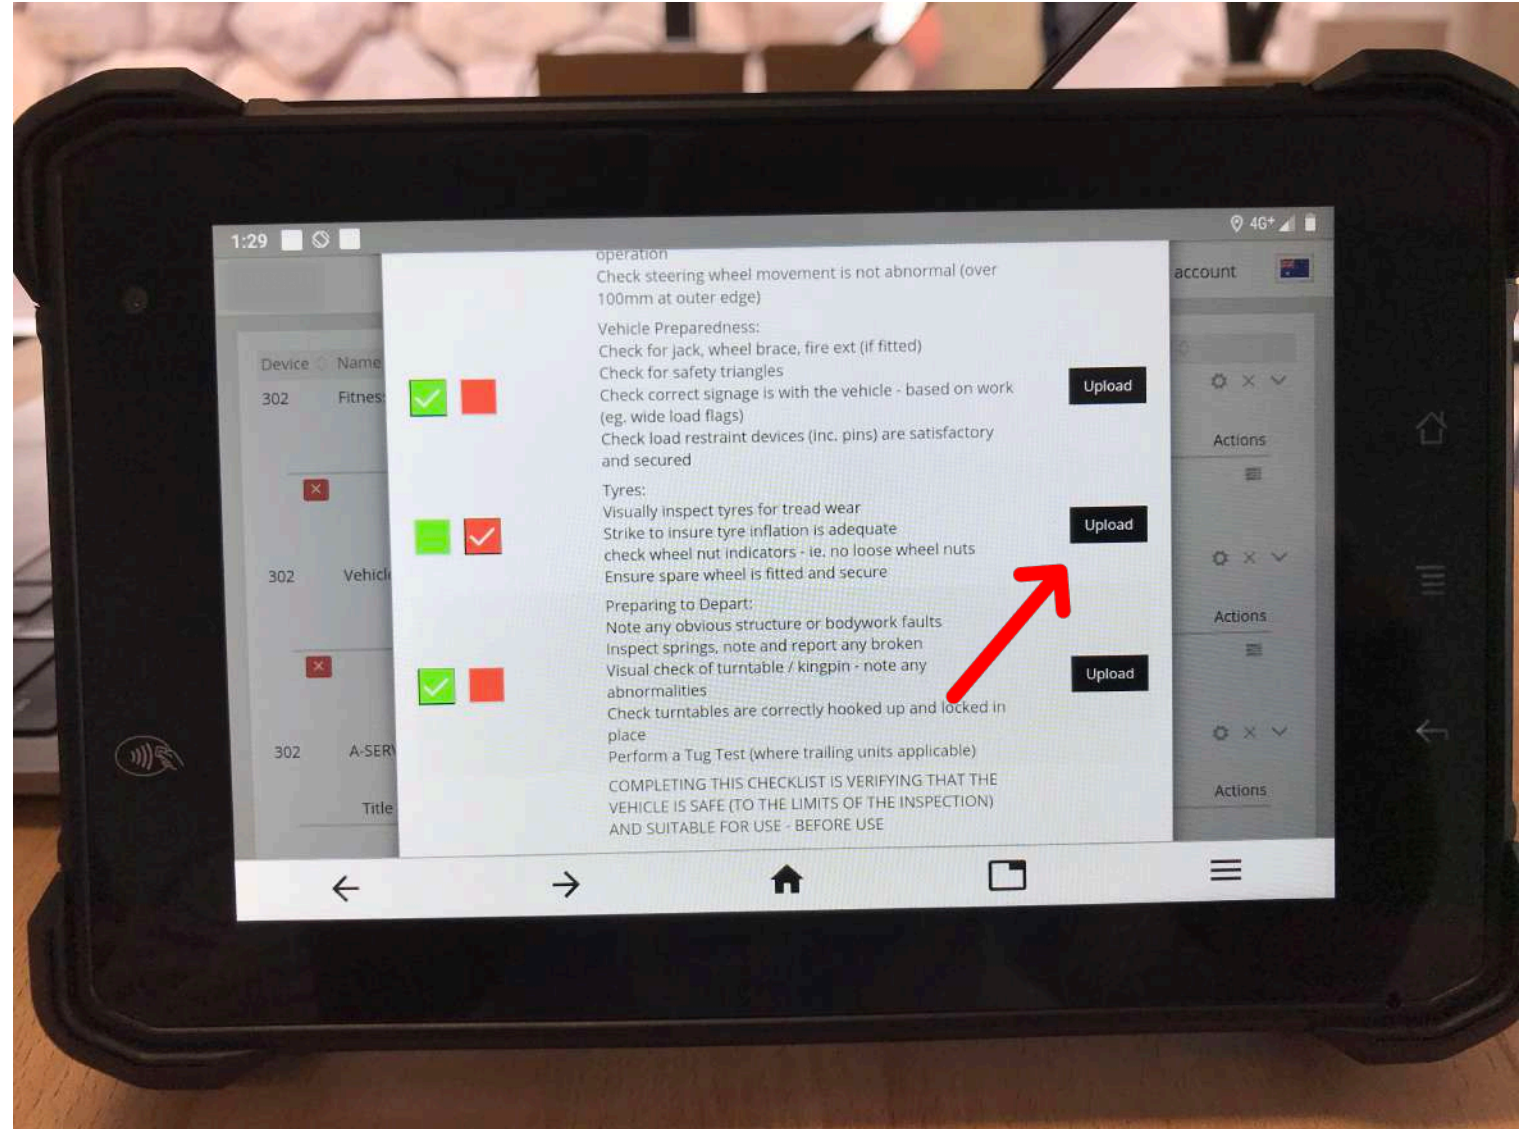 1:29
4G+
account
operation
Check steering wheel movement is not abnormal (over
100mm at outer edge)
Device
Name
302
Fitnes
Vehicle Preparedness:
Check for jack, wheel brace, fire ext (if fitted)
Check for safety triangles
Check correct signage is with the vehicle - based on work
(eg. wide load flags)
Check load restraint devices (inc. pins) are satisfactory
and secured
Upload
Actions
302
Vehicl
Tyres:
Visually inspect tyres for tread wear
Strike to insure tyre inflation is adequate
check wheel nut indicators - ie. no loose wheel nuts
Ensure spare wheel is fitted and secure
Upload
Actions
302
A-SER
Title
Preparing to Depart:
Note any obvious structure or bodywork faults
Inspect springs, note and report any broken
Visual check of turntable / kingpin - note any
abnormalities
Check turntables are correctly hooked up and locked in
place
Perform a Tug Test (where trailing units applicable)
Upload
Actions
COMPLETING THIS CHECKLIST IS VERIFYING THAT THE
VEHICLE IS SAFE (TO THE LIMITS OF THE INSPECTION)
AND SUITABLE FOR USE - BEFORE USE